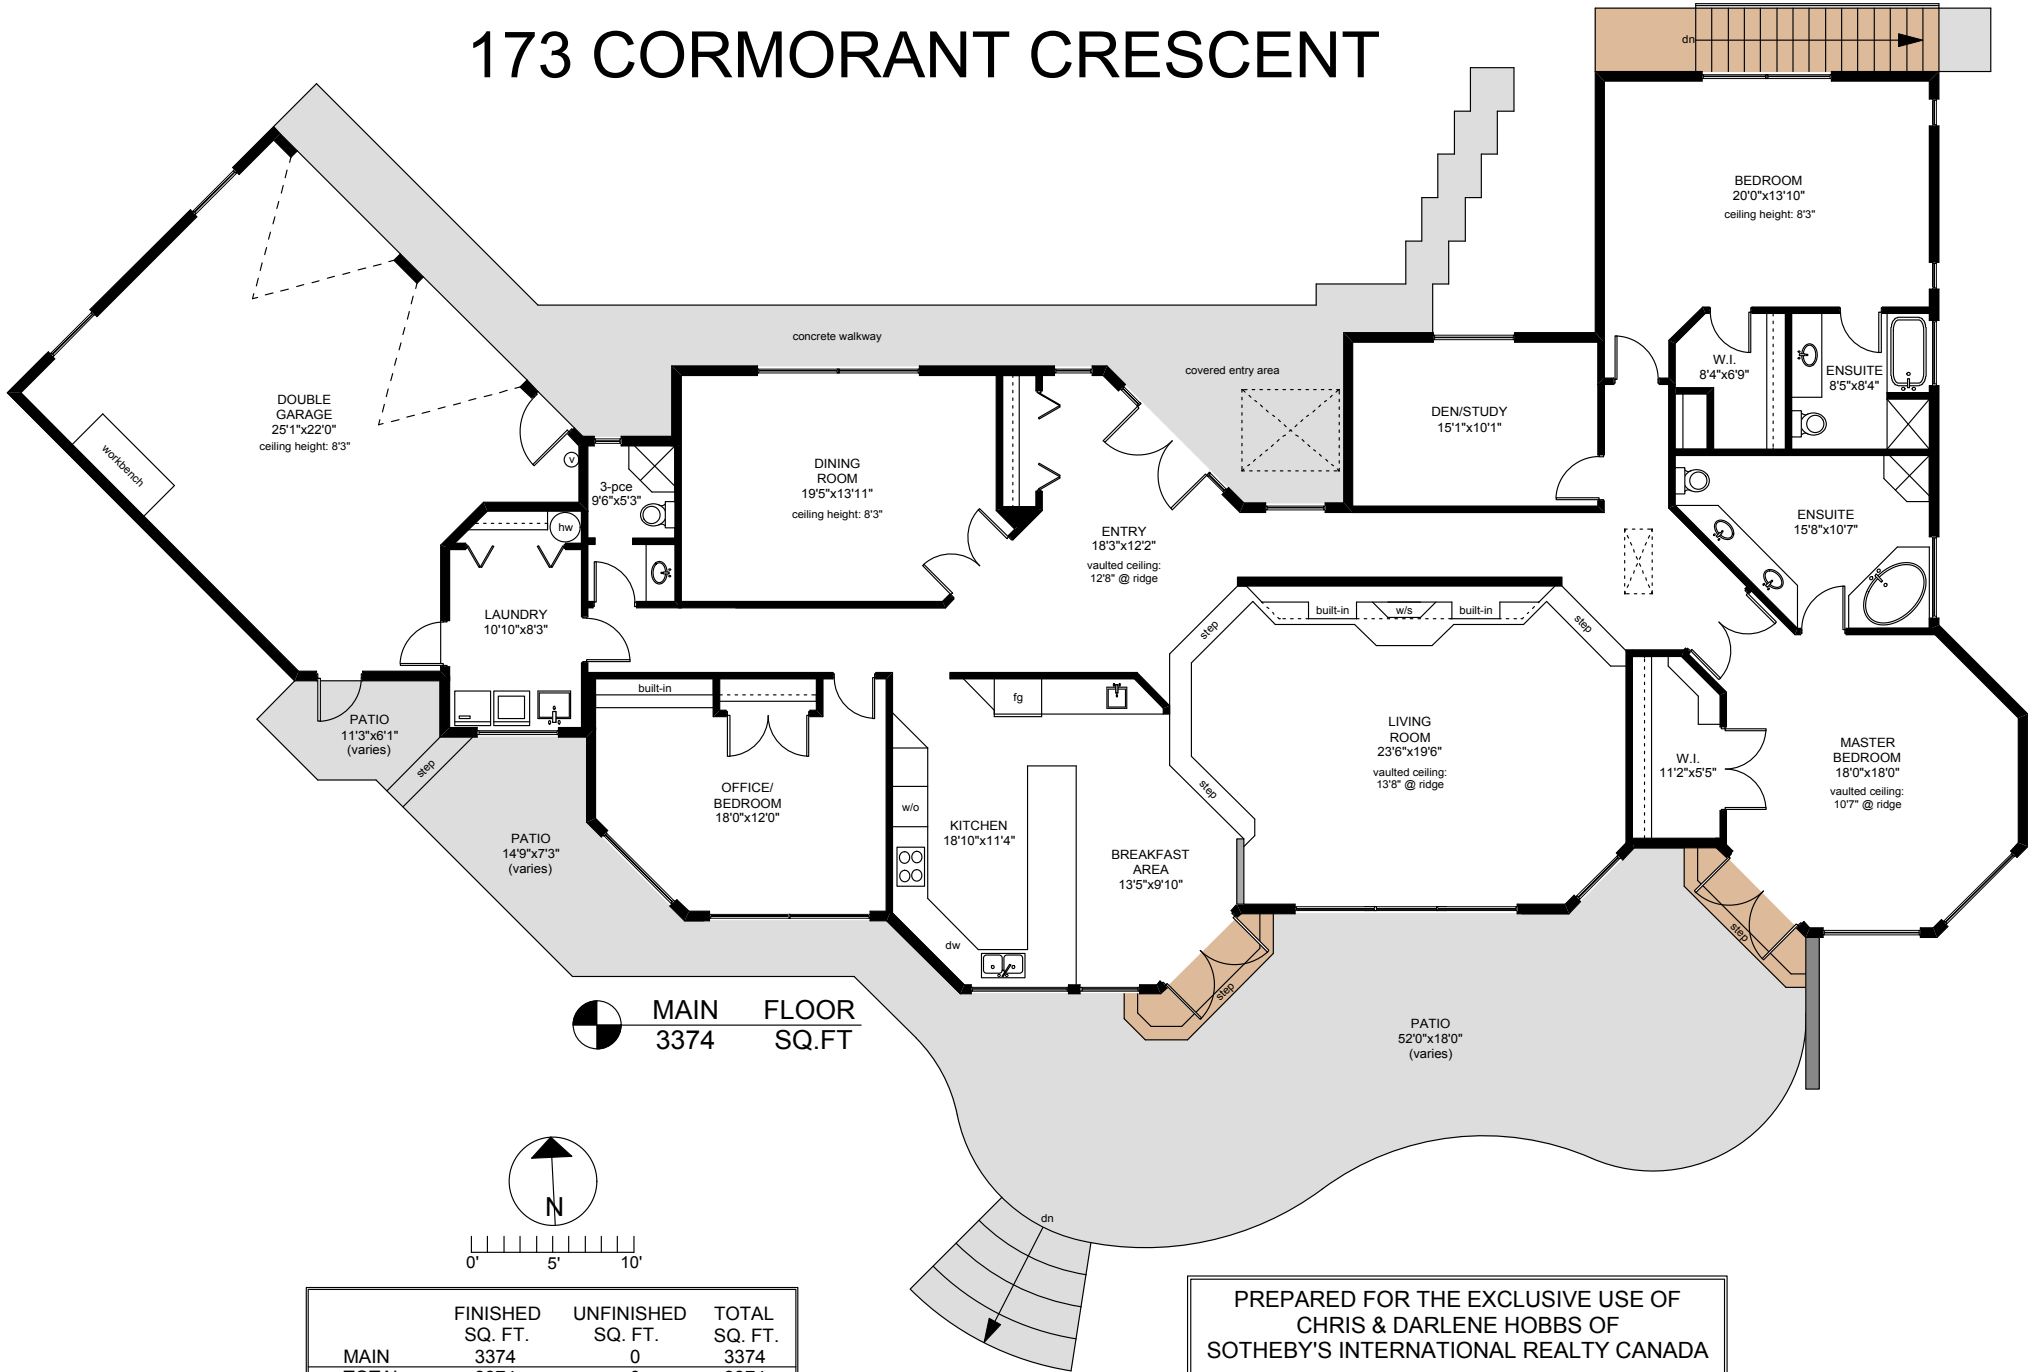 173 CORMORANT CRESCENT
dn
BEDROOM
20'0"x13'10"
ceiling height: 8'3"
concrete walkway
covered entry area
W.I.
8'4"x6'9"
ENSUITE
8'5"x8'4"
DOUBLE
GARAGE
25'1"x22'0"
ceiling height: 8'3"
workbench
v
3-pce
9'6"x5'3"
hw
DINING
ROOM
19'5"x13'11"
ceiling height: 8'3"
DEN/STUDY
15'1"x10'1"
ENTRY
18'3"x12'2"
vaulted ceiling:
12'8" @ ridge
ENSUITE
15'8"x10'7"
LAUNDRY
10'10"x8'3"
built-in
w/s
built-in
step
step
built-in
fg
PATIO
11'3"x6'1"
(varies)
step
OFFICE/
BEDROOM
18'0"x12'0"
w/o
KITCHEN
18'10"x11'4"
step
LIVING
ROOM
23'6"x19'6"
vaulted ceiling:
13'8" @ ridge
W.I.
11'2"x5'5"
MASTER
BEDROOM
18'0"x18'0"
vaulted ceiling:
10'7" @ ridge
PATIO
14'9"x7'3"
(varies)
BREAKFAST
AREA
13'5"x9'10"
dw
step
step
MAIN FLOOR
3374 SQ.FT
PATIO
52'0"x18'0"
(varies)
N
0' 5' 10'
dn
FINISHED UNFINISHED TOTAL
SQ. FT. SQ. FT. SQ. FT.
MAIN 3374 0 3374
PREPARED FOR THE EXCLUSIVE USE OF
CHRIS & DARLENE HOBBS OF
SOTHEBY'S INTERNATIONAL REALTY CANADA